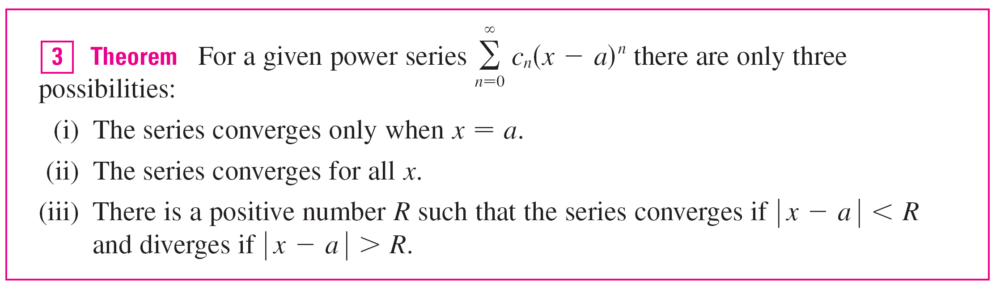 3 Theorem For a given power series $\sum_{n=0}^{\infty} c_n(x - a)^n$ there are only three
possibilities:
(i) The series converges only when $x = a$.
(ii) The series converges for all $x$.
(iii) There is a positive number $R$ such that the series converges if $|x - a| < R$
and diverges if $|x - a| > R$.